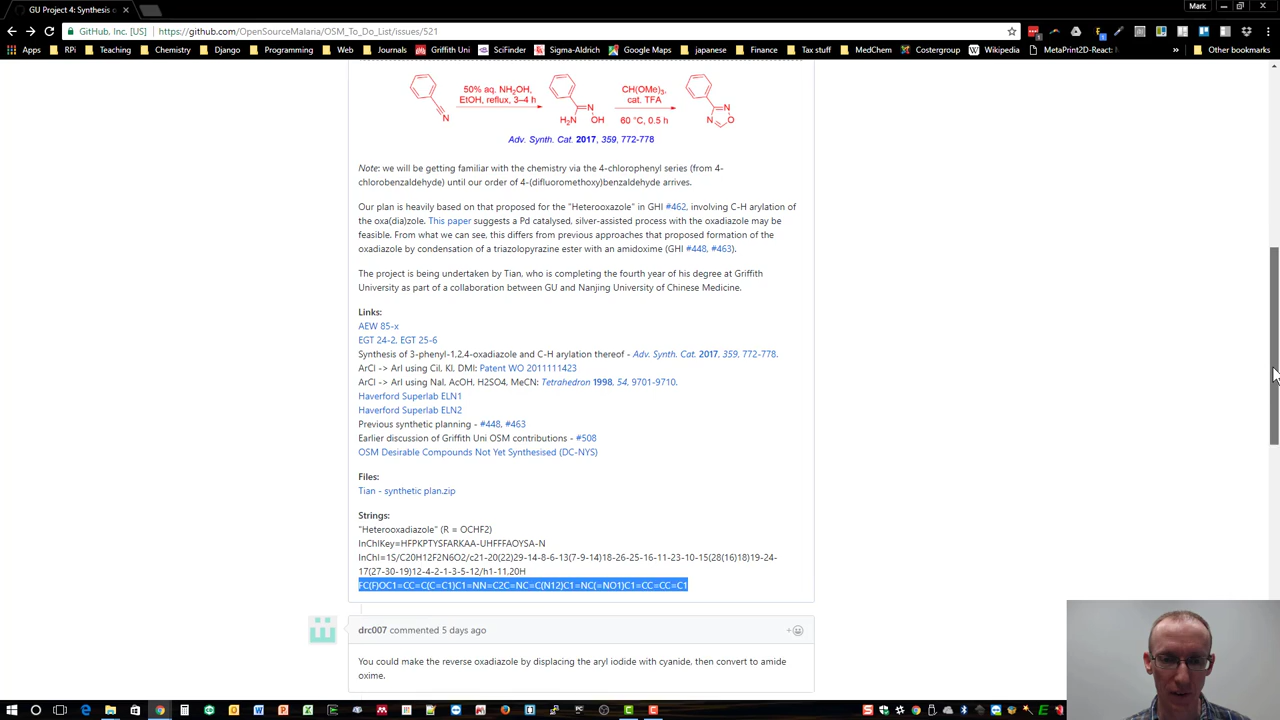 GU Project 4: Synthesis o
Mark
GitHub, Inc. [US]
https://github.com/OpenSourceMalaria/OSM_To_Do_List/issues/521
Apps
RPi
Teaching
Chemistry
Django
Programming
Web
Journals
Griffith Uni
SciFinder
Sigma-Aldrich
Google Maps
japanese
Finance
Tax stuff
MedChem
Costergroup
Wikipedia
MetaPrint2D-React: M
Other bookmarks
50% aq. NH2OH,
EtOH, reflux, 3–4 h
CH(OMe)3,
cat. TFA
60 °C, 0.5 h
N
N
H2N
OH
N
N
O
Adv. Synth. Cat. 2017, 359, 772-778
Note: we will be getting familiar with the chemistry via the 4-chlorophenyl series (from 4-
chlorobenzaldehyde) until our order of 4-(difluoromethoxy)benzaldehyde arrives.
Our plan is heavily based on that proposed for the "Heterooxazole" in GHI #462, involving C-H arylation of
the oxa(dia)zole. This paper suggests a Pd catalysed, silver-assisted process with the oxadiazole may be
feasible. From what we can see, this differs from previous approaches that proposed formation of the
oxadiazole by condensation of a triazolopyrazine ester with an amidoxime (GHI #448, #463).
The project is being undertaken by Tian, who is completing the fourth year of his degree at Griffith
University as part of a collaboration between GU and Nanjing University of Chinese Medicine.
Links:
AEW 85-x
EGT 24-2, EGT 25-6
Synthesis of 3-phenyl-1,2,4-oxadiazole and C-H arylation thereof - Adv. Synth. Cat. 2017, 359, 772-778.
ArCl -> ArI using CiI, KI, DMI: Patent WO 2011111423
ArCl -> ArI using NaI, AcOH, H2SO4, MeCN: Tetrahedron 1998, 54, 9701-9710.
Haverford Superlab ELN1
Haverford Superlab ELN2
Previous synthetic planning - #448, #463
Earlier discussion of Griffith Uni OSM contributions - #508
OSM Desirable Compounds Not Yet Synthesised (DC-NYS)
Files:
Tian - synthetic plan.zip
Strings:
"Heterooxadiazole" (R = OCHF2)
InChIKey=HFPKPTYSFARKAA-UHFFFAOYSA-N
InChI=1S/C20H12F2N6O2/c21-20(22)29-14-8-6-13(7-9-14)18-26-25-16-11-23-10-15(28(16)18)19-24-
17(27-30-19)12-4-2-1-3-5-12/h1-11,20H
FC(F)OC1=CC=C(C=C1)C1=NN=C2C=NC=C(N12)C1=NC(=NO1)C1=CC=CC=C1
drc007 commented 5 days ago
You could make the reverse oxadiazole by displacing the aryl iodide with cyanide, then convert to amide
oxime.